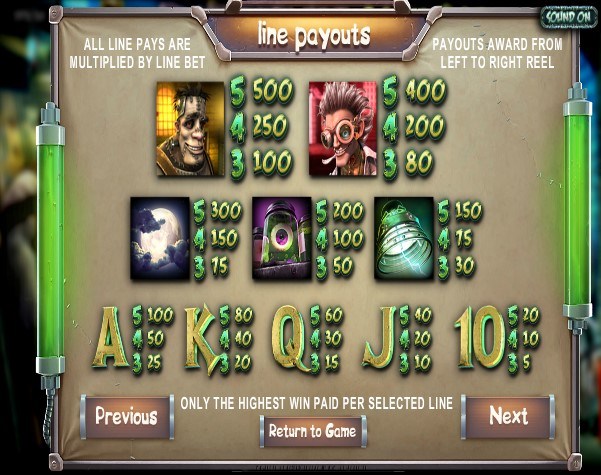 line payouts
SOUND ON
ALL LINE PAYS ARE
MULTIPLIED BY LINE BET
PAYOUTS AWARD FROM
LEFT TO RIGHT REEL
5 500
4 250
3 100
5 400
4 200
3 80
5 300
4 150
3 75
5 200
4 100
3 50
5 150
4 75
3 30
A
5 100
4 50
3 25
K
5 80
4 40
3 20
Q
5 60
4 30
3 15
J
5 40
4 20
3 10
10
5 20
4 10
3 5
Previous
ONLY THE HIGHEST WIN PAID PER SELECTED LINE
Next
Return to Game